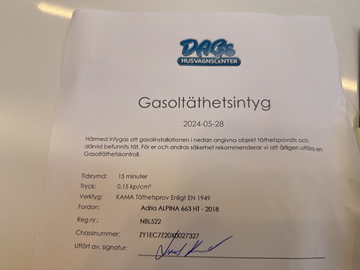 DAGs
HUSVAGNSCENTER
Gasoltäthetsintyg
2024-05-28
Härmed intygas att gasolinstallationen i nedan angivna objekt täthetsprovats och
därvid befunnits tät. För er och andras säkerhet rekommenderar vi att årligen utföra en
Gasoltäthetskontroll.
Tidsrymd: 15 minuter
Tryck: 0,15 kp/cm²
Verktyg: KAMA Täthetsprov Enligt EN 1949
Fordon: Adria ALPINA 663 HT - 2018
Reg.nr.: NBL522
Chassinummer:
Utfört av, signatur: